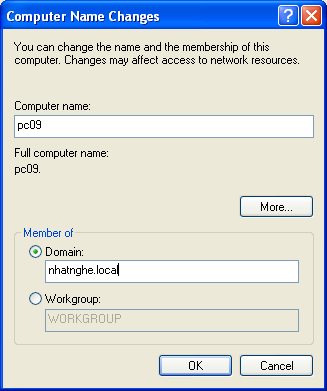 Computer Name Changes
You can change the name and the membership of this
computer. Changes may affect access to network resources.
Computer name:
pc09
Full computer name:
pc09.
More...
Member of
Domain:
nhatnghe.local
Workgroup:
WORKGROUP
OK Cancel